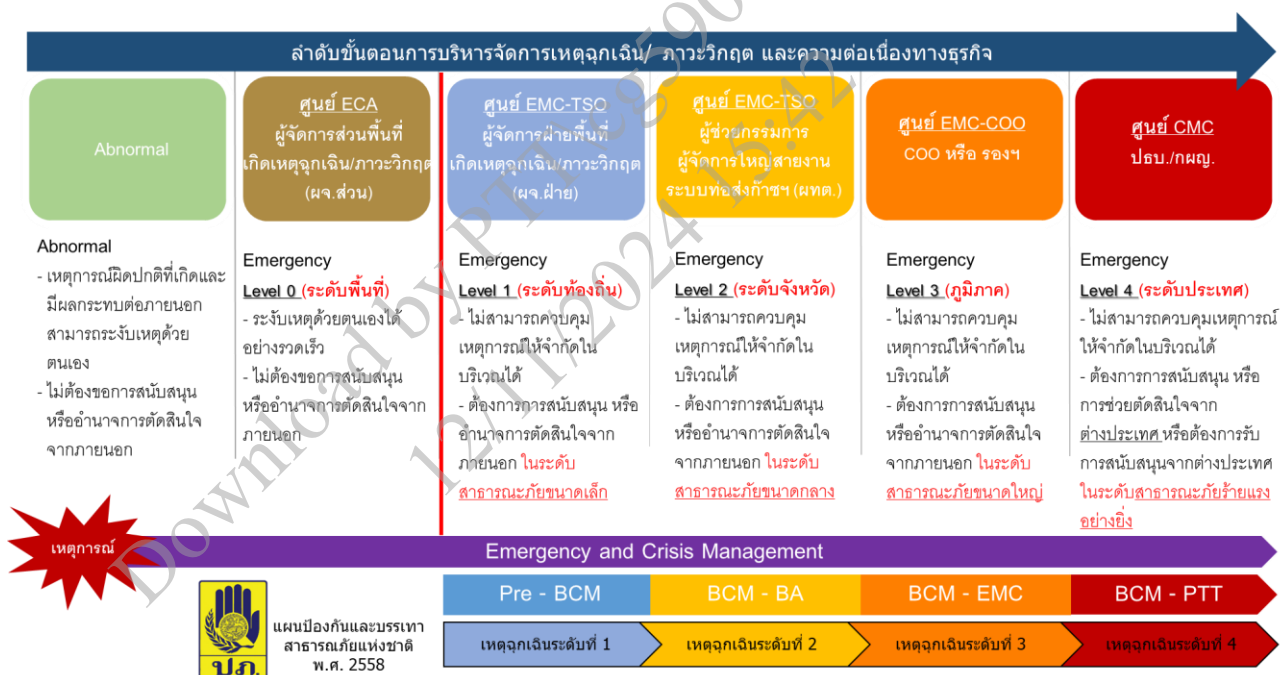 ลำดับขั้นตอนการบริหารจัดการเหตุฉุกเฉิน/ ภาวะวิกฤต และความต่อเนื่องทางธุรกิจ
Abnormal
ศูนย์ ECA
ผู้จัดการส่วนพื้นที่
เกิดเหตุฉุกเฉิน/ภาวะวิกฤต
(ผจ.ส่วน)
ศูนย์ EMC-TSO
ผู้จัดการฝ่ายพื้นที่
เกิดเหตุฉุกเฉิน/ภาวะวิกฤต
(ผจ.ฝ่าย)
ศูนย์ EMC-TSO
ผู้ช่วยกรรมการ
ผู้จัดการใหญ่สายงาน
ระบบท่อส่งก๊าซฯ (ผทต.)
ศูนย์ EMC-COO
COO หรือ รองฯ
ศูนย์ CMC
ปธบ./กผญ.
Abnormal
- เหตุการณ์ผิดปกติที่เกิดและ
มีผลกระทบต่อภายนอก
สามารถระงับเหตุด้วย
ตนเอง
- ไม่ต้องขอการสนับสนุน
หรืออำนาจการตัดสินใจ
จากภายนอก
Emergency
Level 0 (ระดับพื้นที่)
- ระงับเหตุด้วยตนเองได้
อย่างรวดเร็ว
- ไม่ต้องขอการสนับสนุน
หรืออำนาจการตัดสินใจจาก
ภายนอก
Emergency
Level 1 (ระดับท้องถิ่น)
- ไม่สามารถควบคุม
เหตุการณ์ให้จำกัดใน
บริเวณได้
- ต้องการการสนับสนุน หรือ
อำนาจการตัดสินใจจาก
ภายนอก ในระดับ
สาธารณะภัยขนาดเล็ก
Emergency
Level 2 (ระดับจังหวัด)
- ไม่สามารถควบคุม
เหตุการณ์ให้จำกัดใน
บริเวณได้
- ต้องการการสนับสนุน
หรืออำนาจการตัดสินใจ
จากภายนอก ในระดับ
สาธารณะภัยขนาดกลาง
Emergency
Level 3 (ภูมิภาค)
- ไม่สามารถควบคุม
เหตุการณ์ให้จำกัดใน
บริเวณได้
- ต้องการการสนับสนุน
หรืออำนาจการตัดสินใจ
จากภายนอก ในระดับ
สาธารณะภัยขนาดใหญ่
Emergency
Level 4 (ระดับประเทศ)
- ไม่สามารถควบคุมเหตุการณ์
ให้จำกัดในบริเวณได้
- ต้องการการสนับสนุน หรือ
การช่วยตัดสินใจจาก
ต่างประเทศ หรือต้องการรับ
การสนับสนุนจากต่างประเทศ
ในระดับสาธารณะภัยร้ายแรง
อย่างยิ่ง
เหตุการณ์
Emergency and Crisis Management
Pre - BCM
BCM - BA
BCM - EMC
BCM - PTT
ปภ.
แผนป้องกันและบรรเทา
สาธารณภัยแห่งชาติ
พ.ศ. 2558
เหตุฉุกเฉินระดับที่ 1
เหตุฉุกเฉินระดับที่ 2
เหตุฉุกเฉินระดับที่ 3
เหตุฉุกเฉินระดับที่ 4
Download by PTT\cg590
12/11/2024 15:42